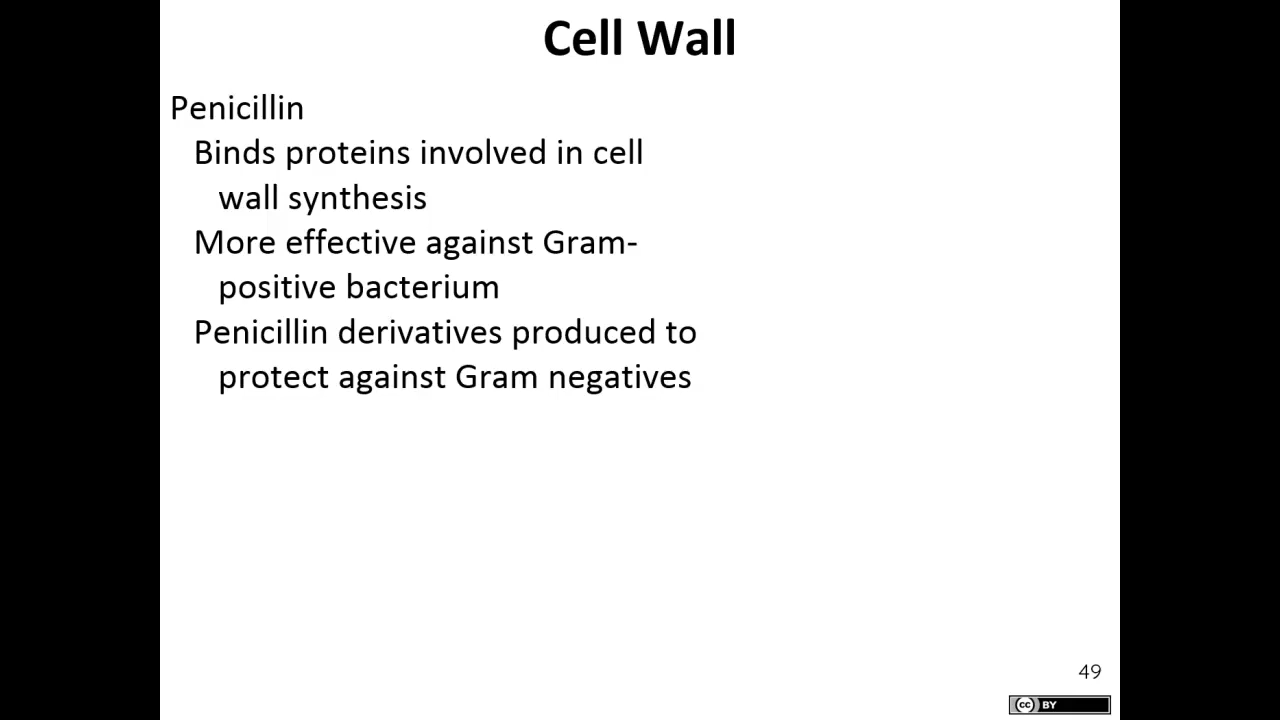 Cell Wall
Penicillin
Binds proteins involved in cell
wall synthesis
More effective against Gram-
positive bacterium
Penicillin derivatives produced to
protect against Gram negatives
49
cc BY